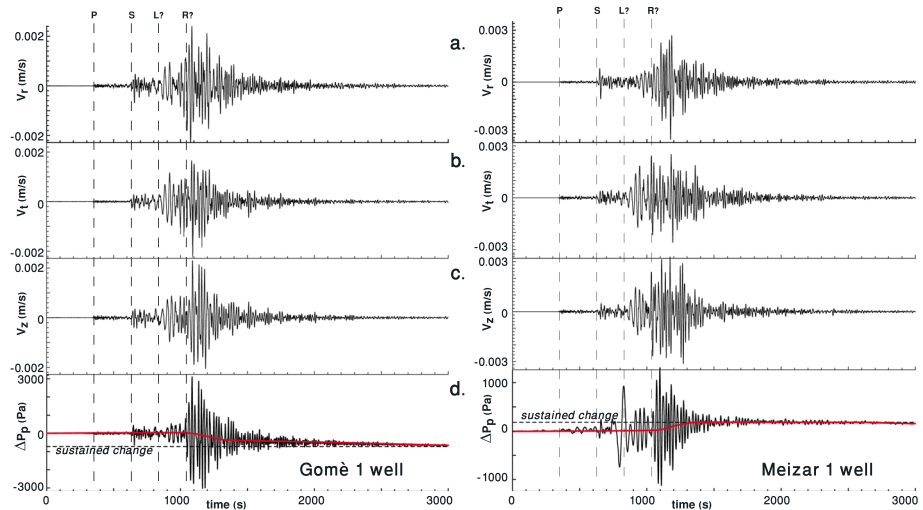 P S L? R? P S L? R?
a.
0.002 0.003
V_r (m/s) V_r (m/s)
0 0
-0.002 -0.003
b.
0.002 0.003
V_t (m/s) V_t (m/s)
0 0
-0.002 -0.003
c.
0.002 0.003
V_z (m/s) V_z (m/s)
0 0
-0.002 -0.003
d.
3000 1000
ΔP_p (Pa) ΔP_p (Pa)
sustained change
0 0
sustained change
Gomè 1 well Meizar 1 well
-3000 -1000
0 1000 2000 3000 0 1000 2000 3000
time (s) time (s)